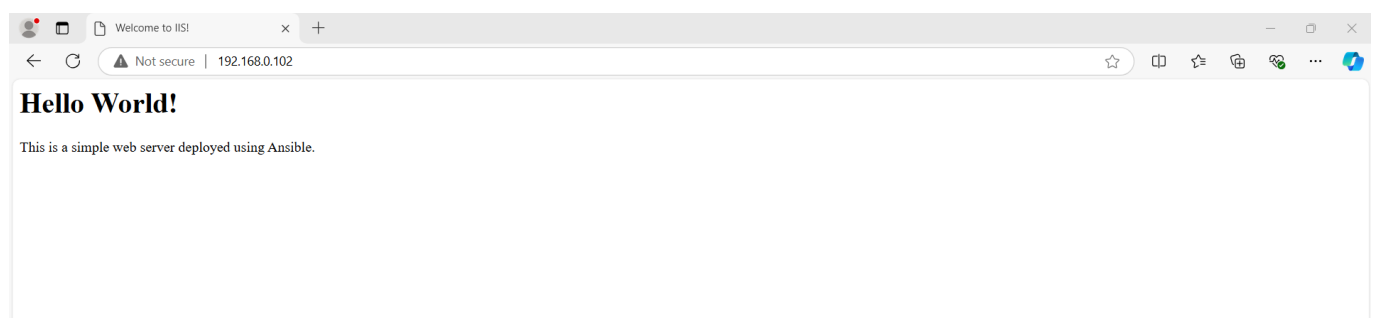 Welcome to IIS!
Not secure | 192.168.0.102
Hello World!
This is a simple web server deployed using Ansible.